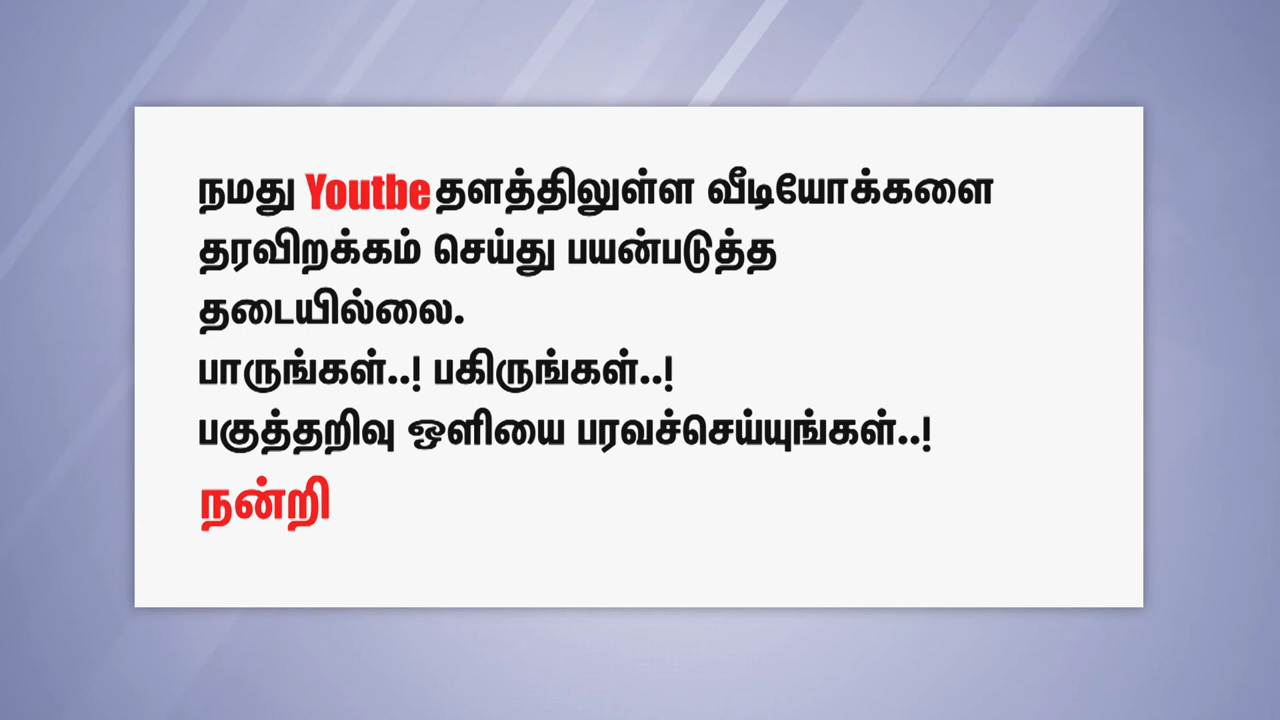 நமது Youtbe தளத்திலுள்ள வீடியோக்களை
தரவிறக்கம் செய்து பயன்படுத்த
தடையில்லை.
பாருங்கள்..! பகிருங்கள்..!
பகுத்தறிவு ஒளியை பரவச்செய்யுங்கள்..!
நன்றி